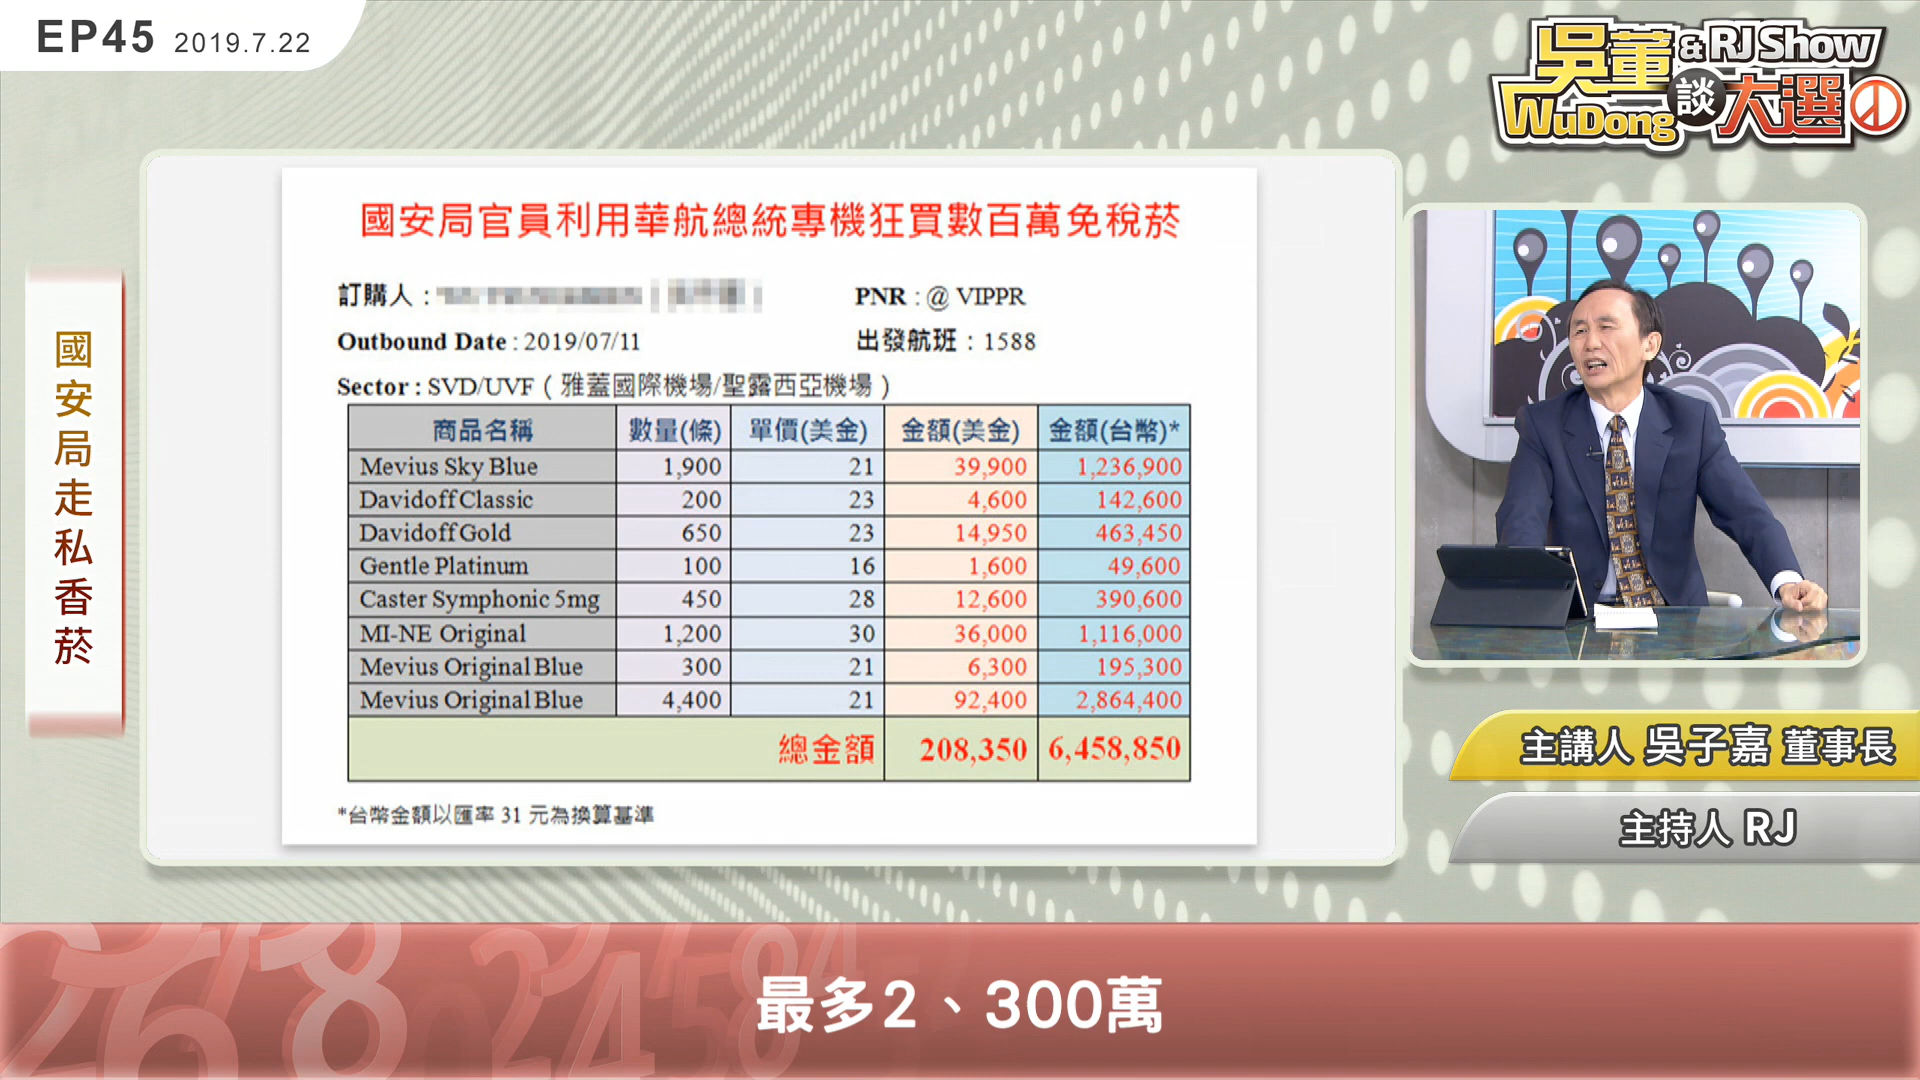 EP45 2019.7.22
吳董 & RJ Show
WuDong 談大選
國安局走私香菸
國安局官員利用華航總統專機狂買數百萬免稅菸
訂購人： PNR : @ VIPPR
Outbound Date : 2019/07/11 出發航班：1588
Sector : SVD/UVF（雅蓋國際機場/聖露西亞機場）
商品名稱 數量(條) 單價(美金) 金額(美金) 金額(台幣)*
Mevius Sky Blue 1,900 21 39,900 1,236,900
Davidoff Classic 200 23 4,600 142,600
Davidoff Gold 650 23 14,950 463,450
Gentle Platinum 100 16 1,600 49,600
Caster Symphonic 5mg 450 28 12,600 390,600
MI-NE Original 1,200 30 36,000 1,116,000
Mevius Original Blue 300 21 6,300 195,300
Mevius Original Blue 4,400 21 92,400 2,864,400
總金額 208,350 6,458,850
*台幣金額以匯率 31 元為換算基準
主講人 吳子嘉 董事長
主持人 RJ
最多2、300萬